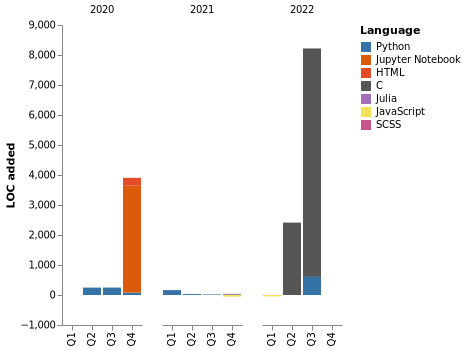 2020 2021 2022
Language
Python
Jupyter Notebook
HTML
C
Julia
JavaScript
SCSS
LOC added
9,000
8,000
7,000
6,000
5,000
4,000
3,000
2,000
1,000
0
−1,000
Q1 Q2 Q3 Q4 Q1 Q2 Q3 Q4 Q1 Q2 Q3 Q4